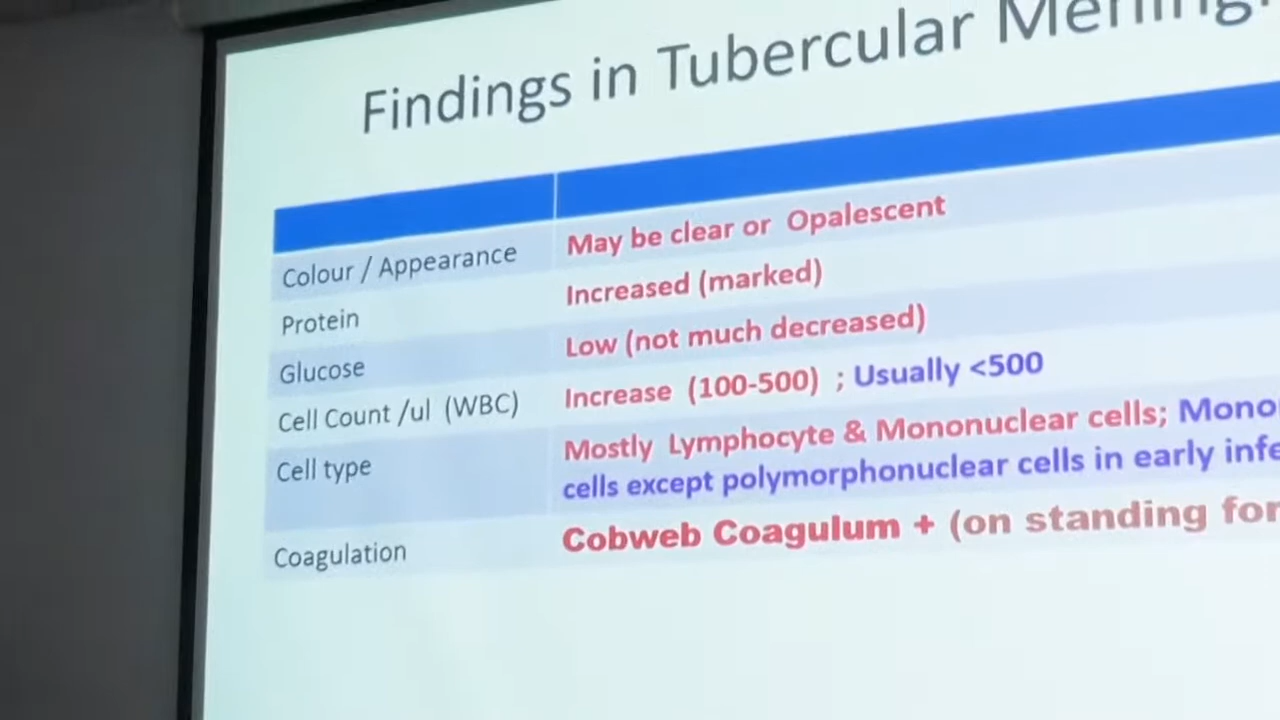 Findings in Tubercular
Colour / Appearance May be clear or Opalescent
Protein Increased (marked)
Glucose Low (not much decreased)
Cell Count /ul (WBC) Increase (100-500) ; Usually <500
Cell type Mostly Lymphocyte & Mononuclear cells;
cells except polymorphonuclear cells in early
Coagulation Cobweb Coagulum + (on standing